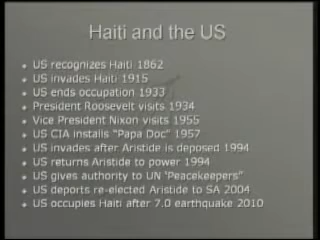 Haiti and the US
US recognizes Haiti 1862
US invades Haiti 1915
US ends occupation 1933
President Roosevelt visits 1934
Vice President Nixon visits 1955
US CIA installs "Papa Doc" 1957
US invades after Aristide is deposed 1994
US returns Aristide to power 1994
US gives authority to UN "Peacekeepers"
US deports re-elected Aristide to SA 2004
US occupies Haiti after 7.0 earthquake 2010